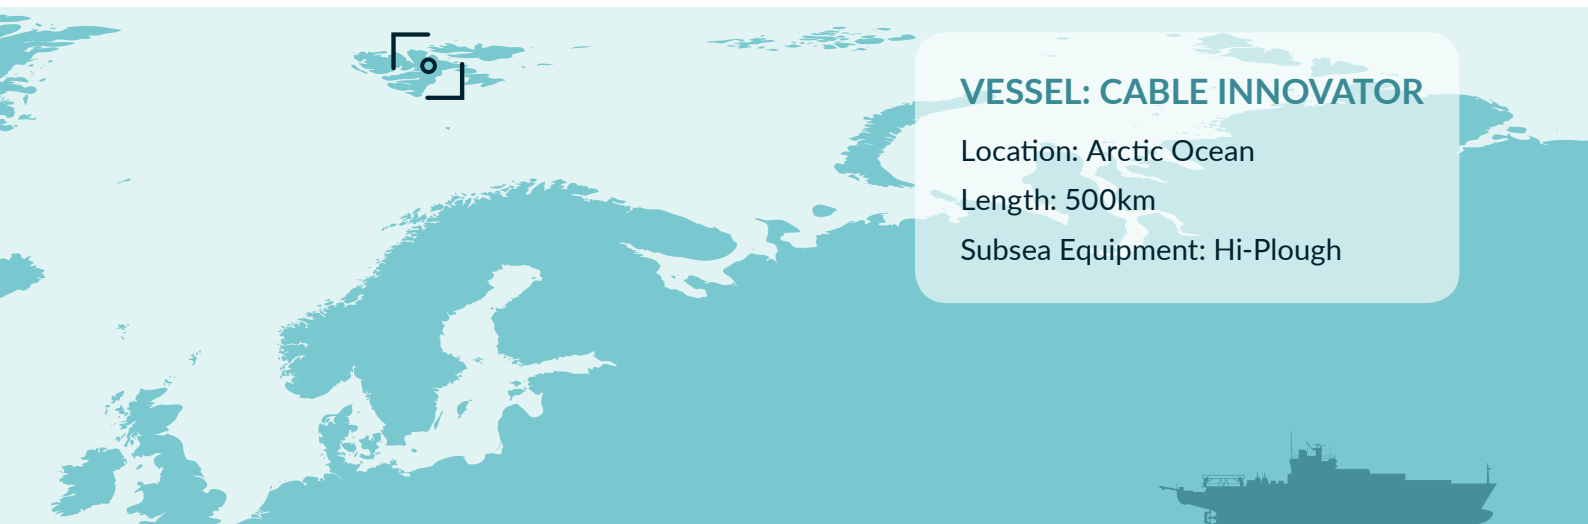 VESSEL: CABLE INNOVATOR
Location: Arctic Ocean
Length: 500km
Subsea Equipment: Hi-Plough